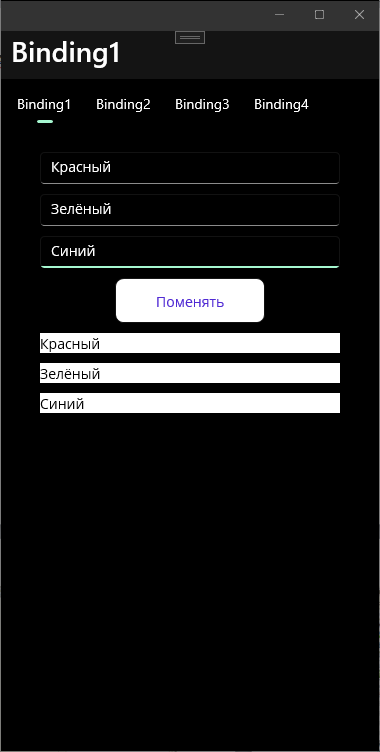 Binding1
Binding1 Binding2 Binding3 Binding4
Красный
Зелёный
Синий
Поменять
Красный
Зелёный
Синий